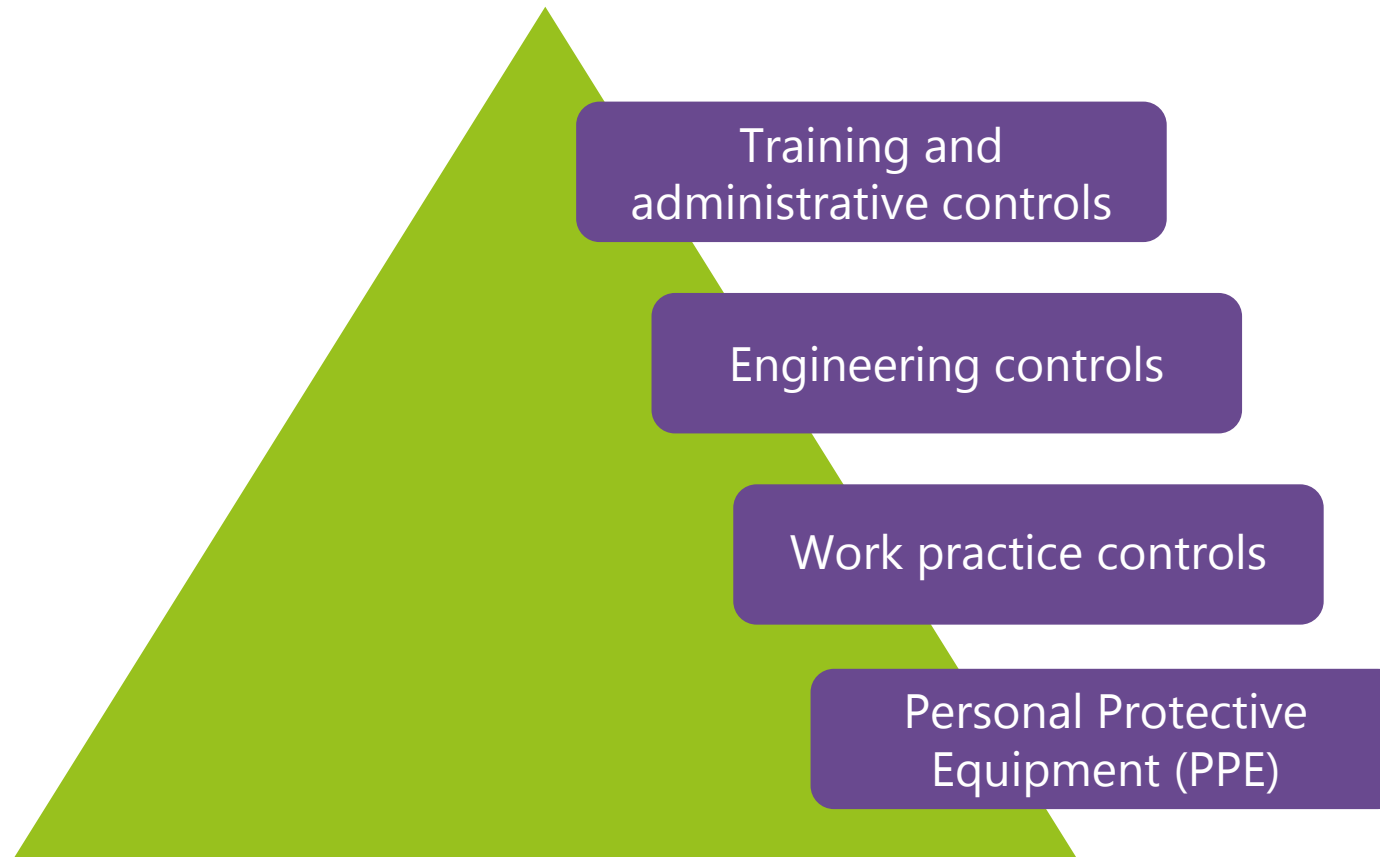 Training and
administrative controls
Engineering controls
Work practice controls
Personal Protective
Equipment (PPE)